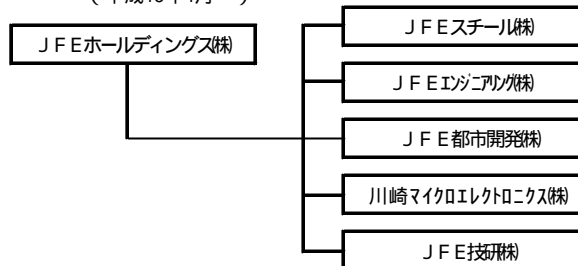 ＪＦＥホールディングス㈱
ＪＦＥスチール㈱
ＪＦＥｴﾝｼﾞﾆｱﾘﾝｸﾞ㈱
ＪＦＥ都市開発㈱
川崎ﾏｲｸﾛｴﾚｸﾄﾛﾆｸｽ㈱
ＪＦＥ技研㈱